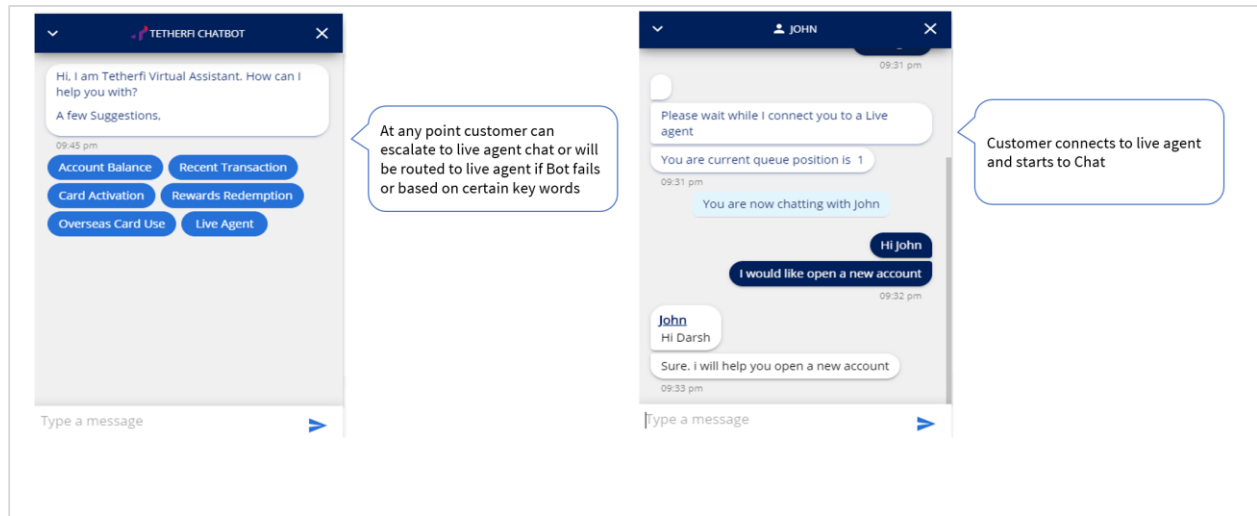 TETHERFI CHATBOT
Hi, I am Tetherfi Virtual Assistant. How can I
help you with?
A few Suggestions,
09:45 pm
Account Balance
Recent Transaction
Card Activation
Rewards Redemption
Overseas Card Use
Live Agent
Type a message
At any point customer can
escalate to live agent chat or will
be routed to live agent if Bot fails
or based on certain key words
JOHN
09:31 pm
Please wait while I connect you to a Live
agent
You are current queue position is 1
09:31 pm
You are now chatting with John
Hi John
I would like open a new account
09:32 pm
John
Hi Darsh
Sure. i will help you open a new account
09:33 pm
Type a message
Customer connects to live agent
and starts to Chat